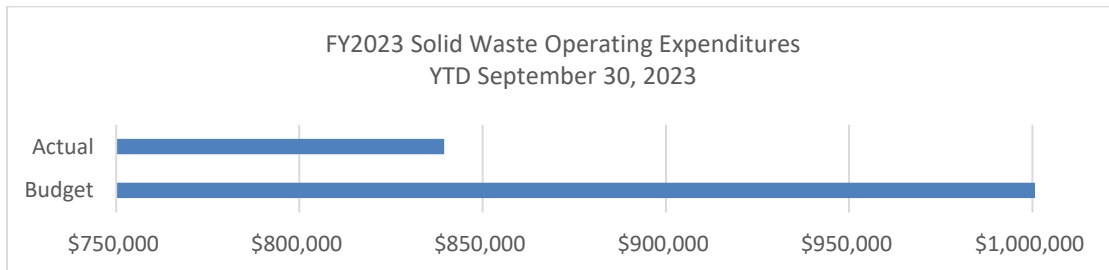 FY2023 Solid Waste Operating Expenditures
YTD September 30, 2023
Actual
Budget
$750,000 $800,000 $850,000 $900,000 $950,000 $1,000,000